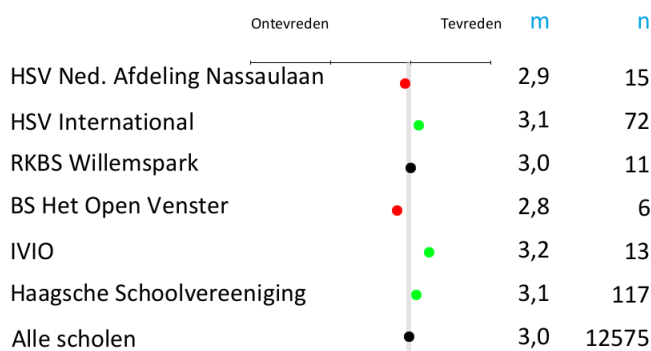 Ontevreden Tevreden m n
HSV Ned. Afdeling Nassaulaan 2,9 15
HSV International 3,1 72
RKBS Willemspark 3,0 11
BS Het Open Venster 2,8 6
IVIO 3,2 13
Haagsche Schoolvereeniging 3,1 117
Alle scholen 3,0 12575